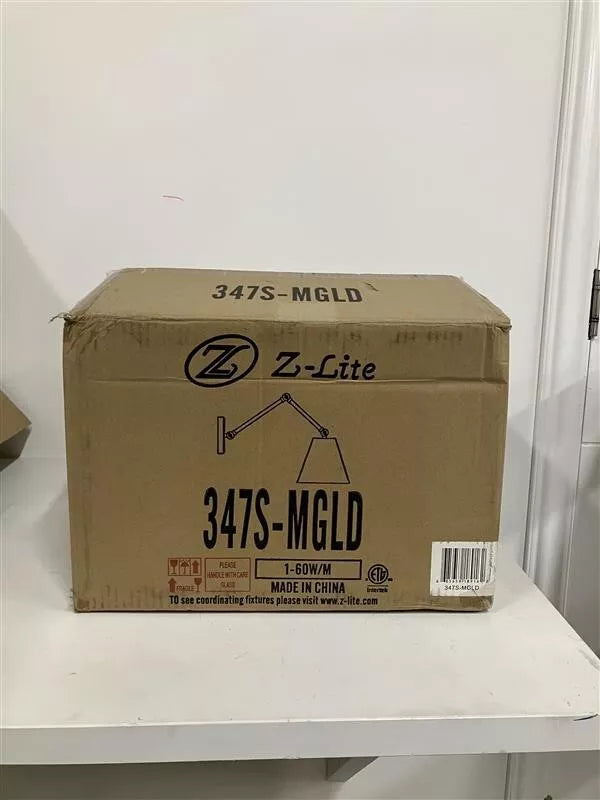 347S-MGLD
Z Z-Lite
347S-MGLD
PLEASE
HANDLE WITH CARE
GLASS
FRAGILE
1-60W/M
ETL
Intertek
MADE IN CHINA
TO see coordinating fixtures please visit www.z-lite.com
347S-MGLD